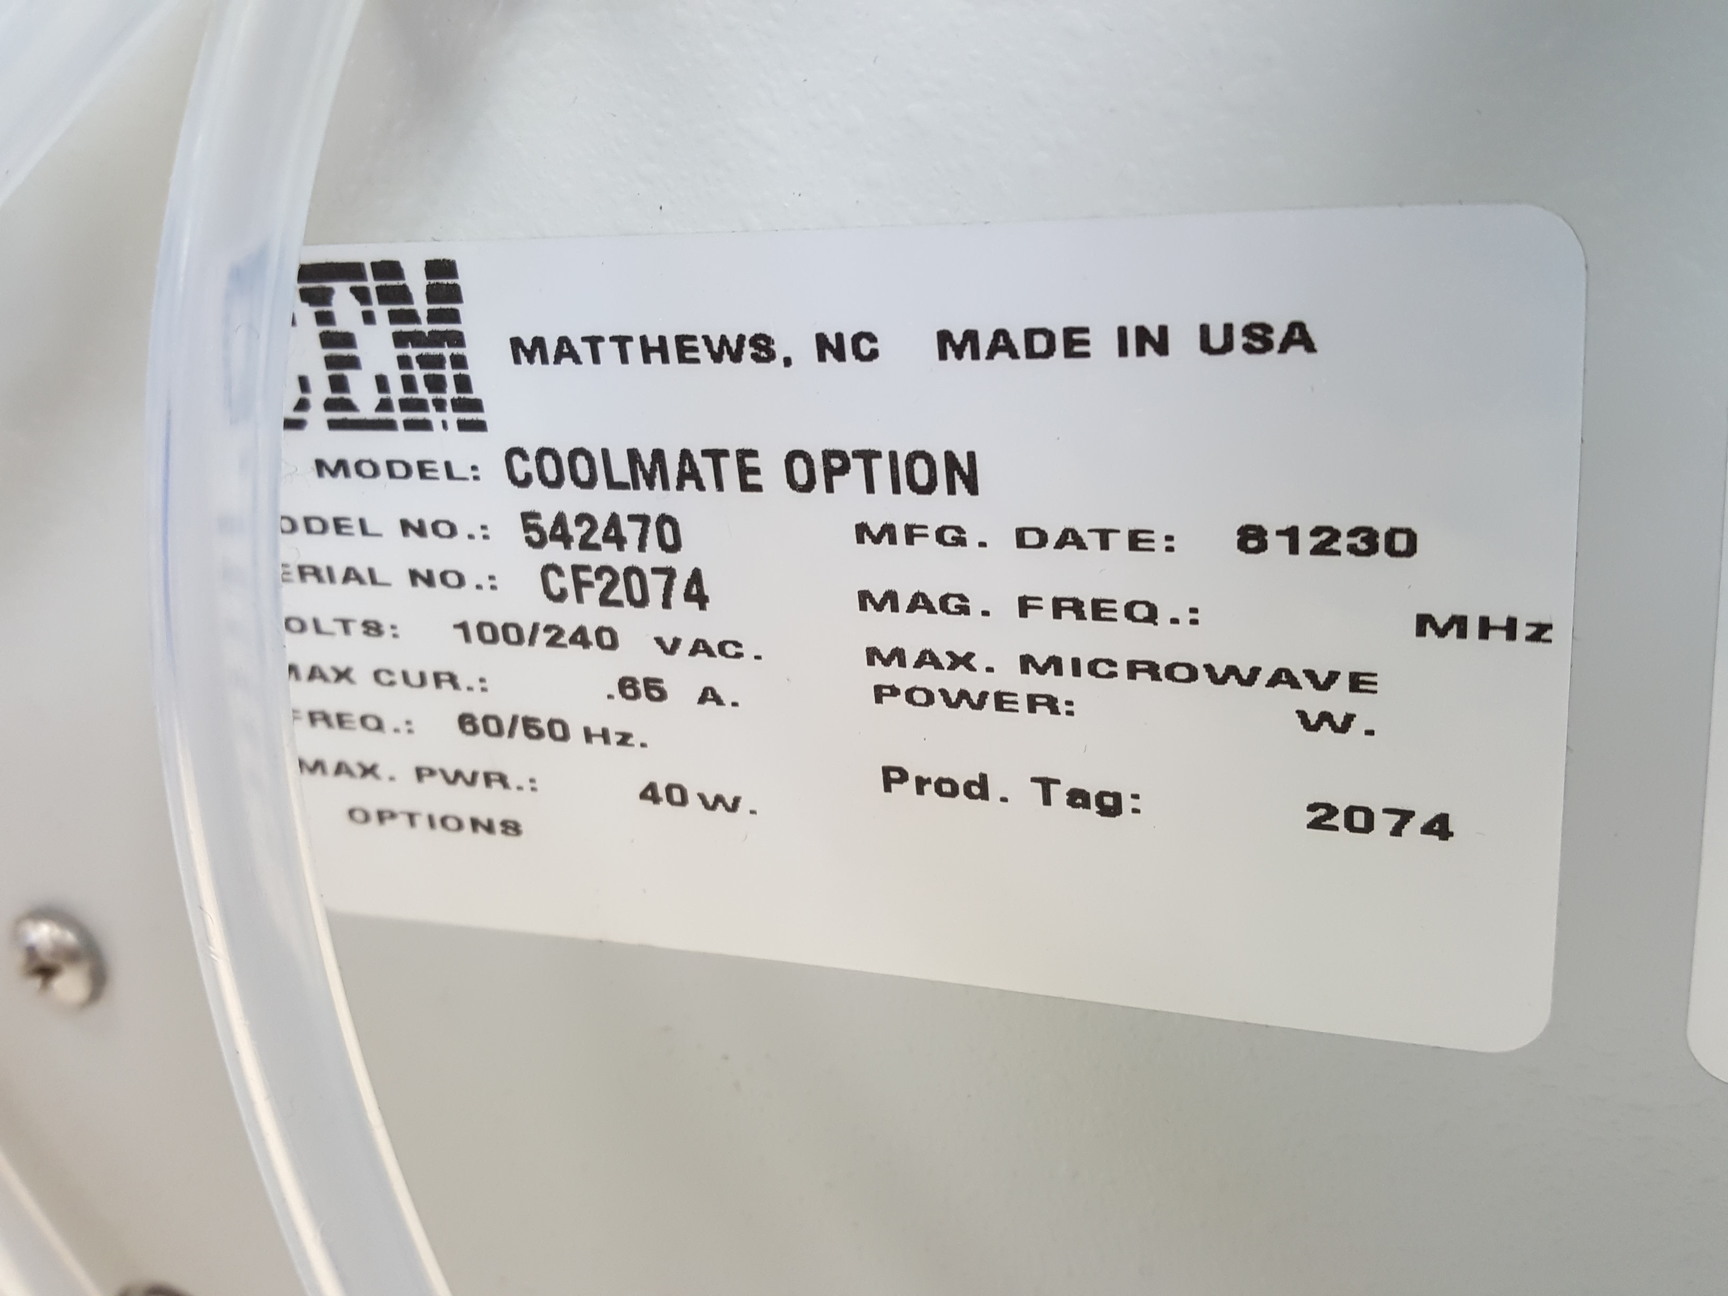 MATTHEWS, NC MADE IN USA
MODEL: COOLMATE OPTION
ODEL NO.: 542470 MFG. DATE: 81230
ERIAL NO.: CF2074 MAG. FREQ.: MHz
OLTS: 100/240 VAC. MAX. MICROWAVE
MAX CUR.: .65 A. POWER: W.
FREQ.: 60/50 Hz.
MAX. PWR.: 40 W. Prod. Tag: 2074
OPTIONS